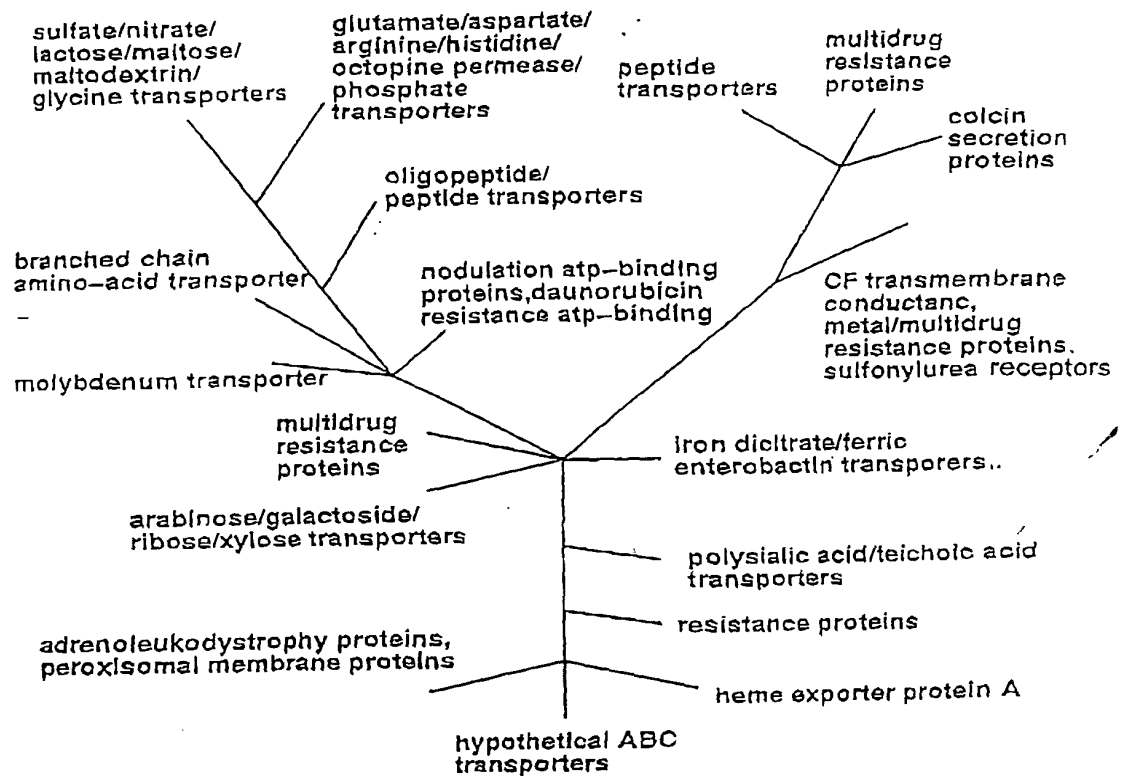 sulfate/nitrate/
lactose/maltose/
maltodextrin/
glycine transporters
glutamate/aspartate/
arginine/histidine/
octopine permease/
phosphate
transporters
peptide
transporters
multidrug
resistance
proteins
colcin
secretion
proteins
oligopeptide/
peptide transporters
branched chain
amino-acid transporter
nodulation atp-binding
proteins,daunorubicin
resistance atp-binding
CF transmembrane
conductanc,
metal/multidrug
resistance proteins.
sulfonylurea receptors
molybdenum transporter
multidrug
resistance
proteins
iron dicitrate/ferric
enterobactin transporers..
arabinose/galactoside/
ribose/xylose transporters
polysialic acid/teichoic acid
transporters
resistance proteins
adrenoleukodystrophy proteins,
peroxisomal membrane proteins
heme exporter protein A
hypothetical ABC
transporters